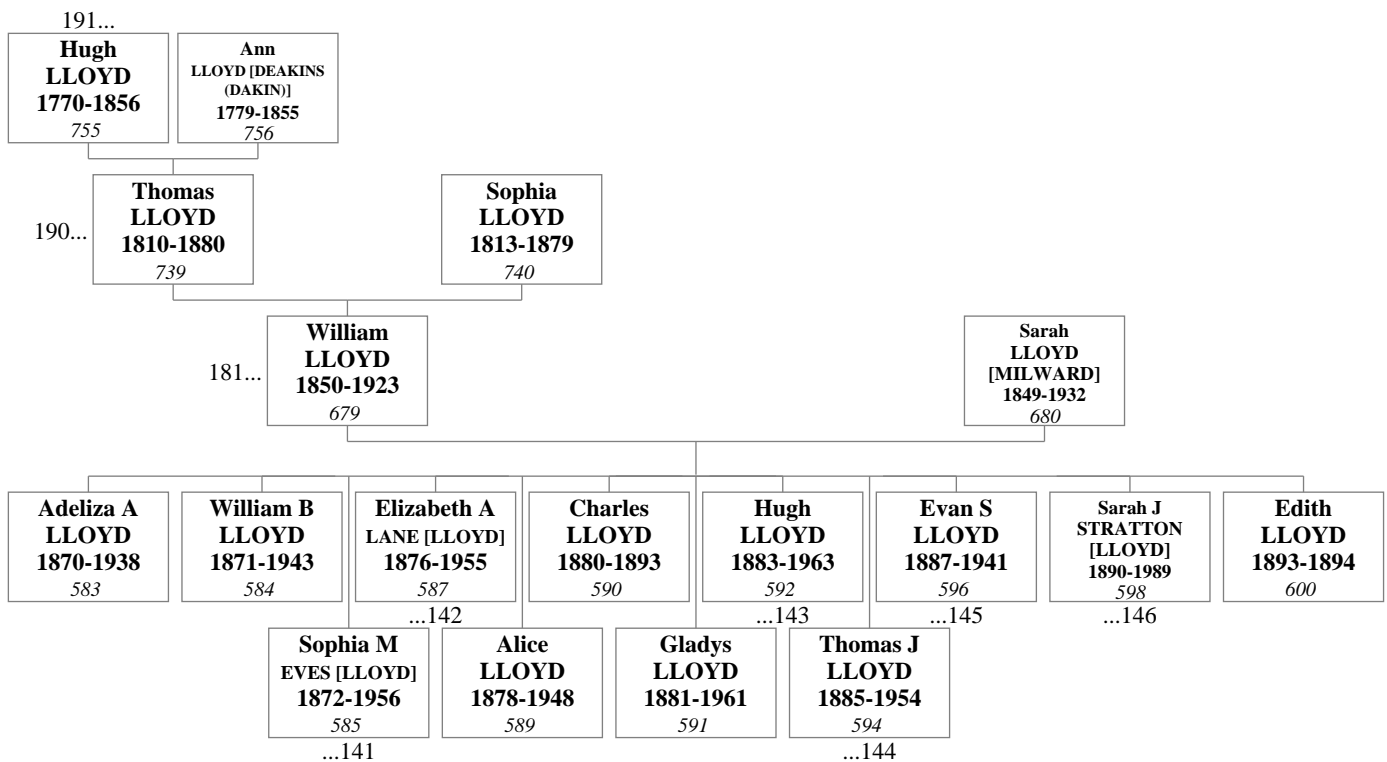 191...
Hugh
LLOYD
1770-1856
755
Ann
LLOYD [DEAKINS
(DAKIN)]
1779-1855
756
190...
Thomas
LLOYD
1810-1880
739
Sophia
LLOYD
1813-1879
740
181...
William
LLOYD
1850-1923
679
Sarah
LLOYD
[MILWARD]
1849-1932
680
Adeliza A
LLOYD
1870-1938
583
William B
LLOYD
1871-1943
584
Elizabeth A
LANE [LLOYD]
1876-1955
587
...142
Charles
LLOYD
1880-1893
590
Hugh
LLOYD
1883-1963
592
...143
Evan S
LLOYD
1887-1941
596
...145
Sarah J
STRATTON
[LLOYD]
1890-1989
598
...146
Edith
LLOYD
1893-1894
600
Sophia M
EVES [LLOYD]
1872-1956
585
...141
Alice
LLOYD
1878-1948
589
Gladys
LLOYD
1881-1961
591
Thomas J
LLOYD
1885-1954
594
...144